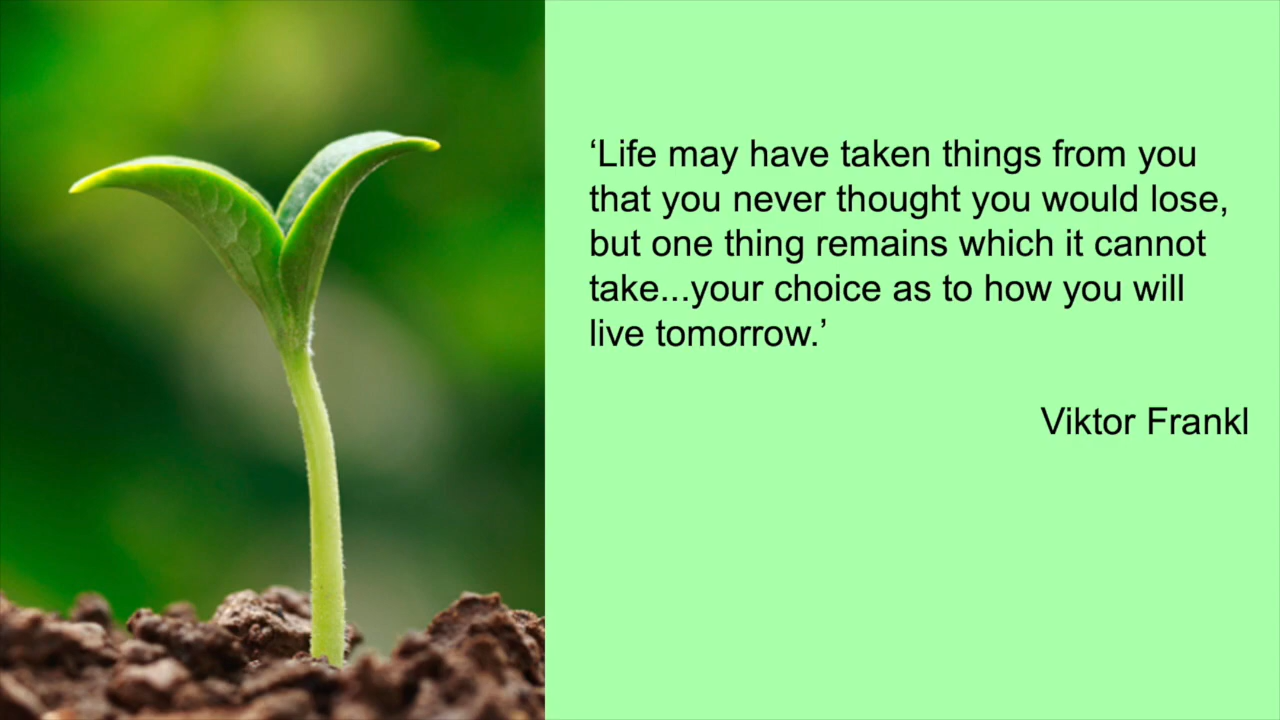 ‘Life may have taken things from you
that you never thought you would lose,
but one thing remains which it cannot
take...your choice as to how you will
live tomorrow.’
Viktor Frankl